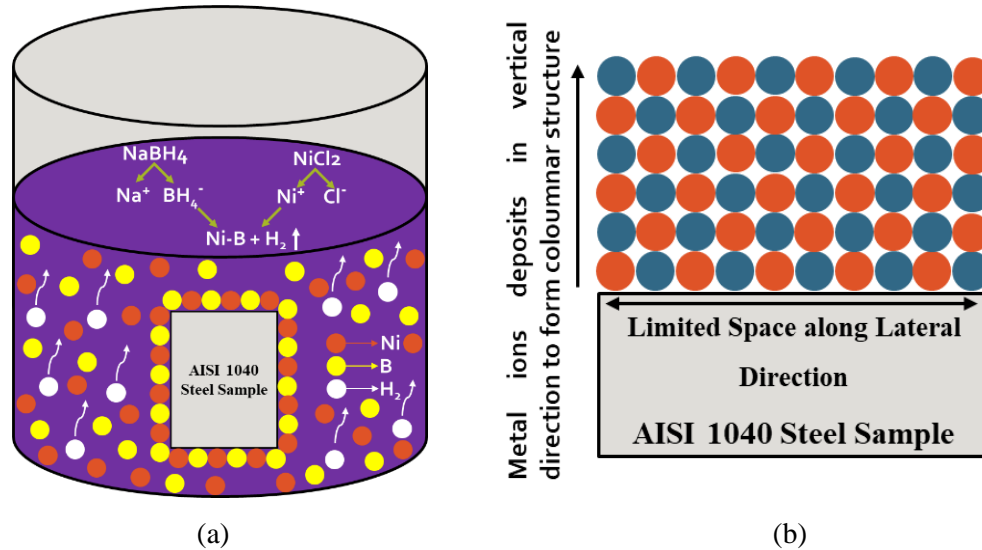 NaBH4
NiCl2
Na⁺ BH₄⁻
Ni⁺ Cl⁻
Ni-B + H₂
Ni
B
H₂
AISI 1040
Steel Sample
(a)
Metal ions deposits in vertical
direction to form coloumnar structure
Limited Space along Lateral
Direction
AISI 1040 Steel Sample
(b)